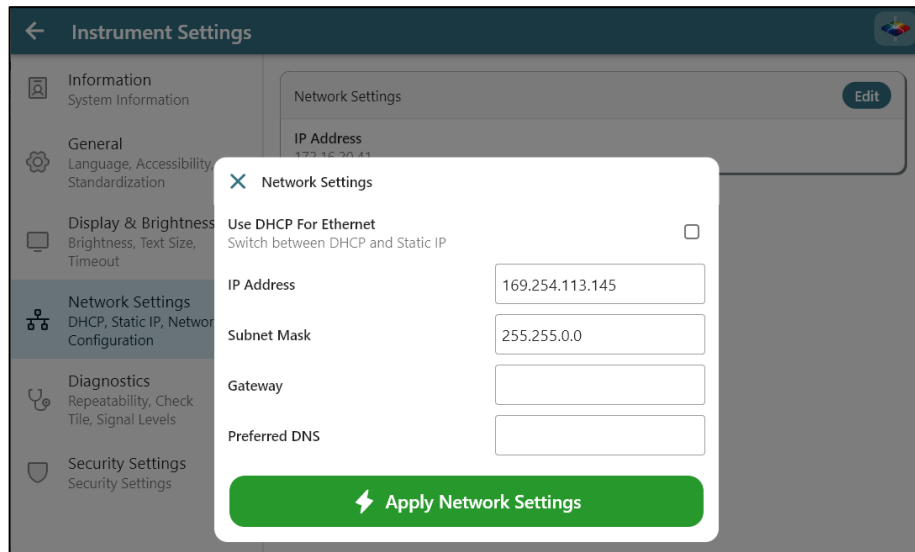 Instrument Settings
Information
System Information
General
Language, Accessibility,
Standardization
Display & Brightness
Brightness, Text Size,
Timeout
Network Settings
DHCP, Static IP, Networ
Configuration
Diagnostics
Repeatability, Check
Tile, Signal Levels
Security Settings
Security Settings
Network Settings
Edit
IP Address
Network Settings
Use DHCP For Ethernet
Switch between DHCP and Static IP
IP Address
169.254.113.145
Subnet Mask
255.255.0.0
Gateway
Preferred DNS
Apply Network Settings